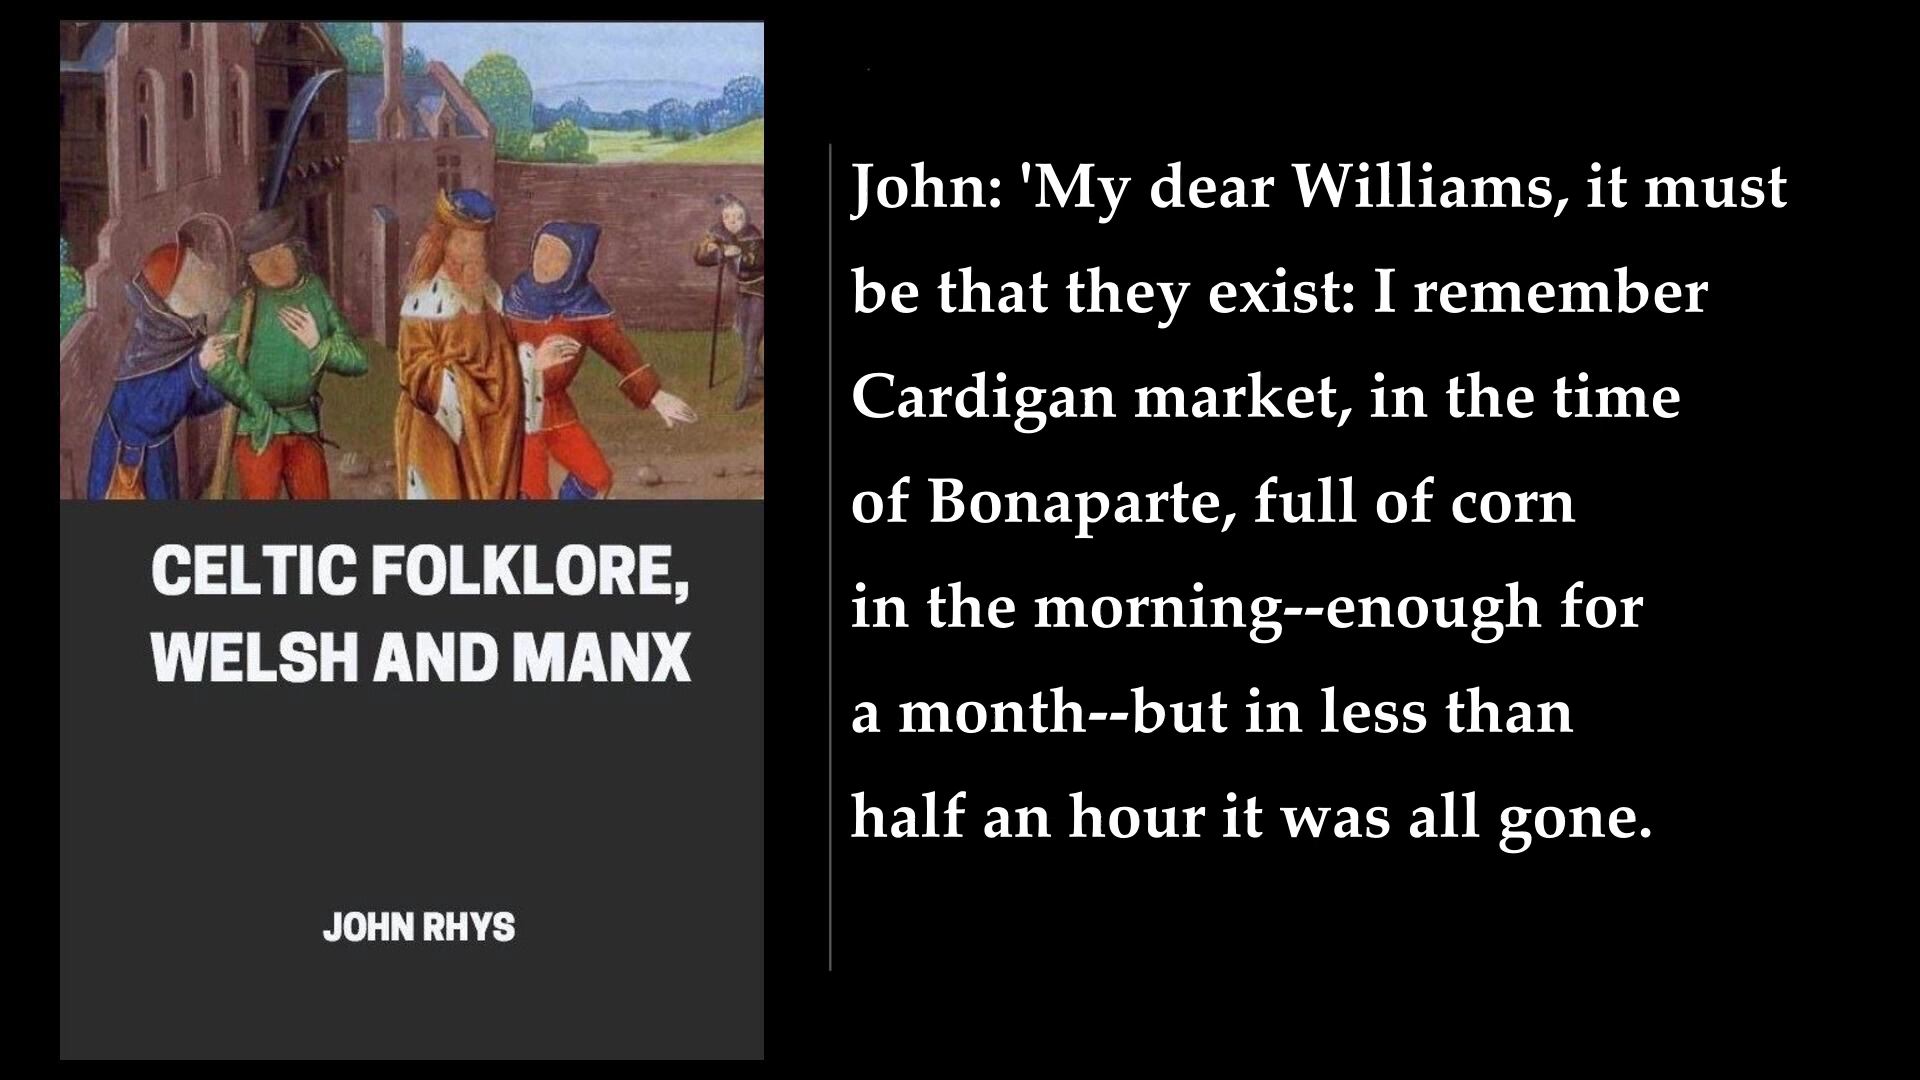 CELTIC FOLKLORE,
WELSH AND MANX
JOHN RHYS
John: 'My dear Williams, it must
be that they exist: I remember
Cardigan market, in the time
of Bonaparte, full of corn
in the morning--enough for
a month--but in less than
half an hour it was all gone.